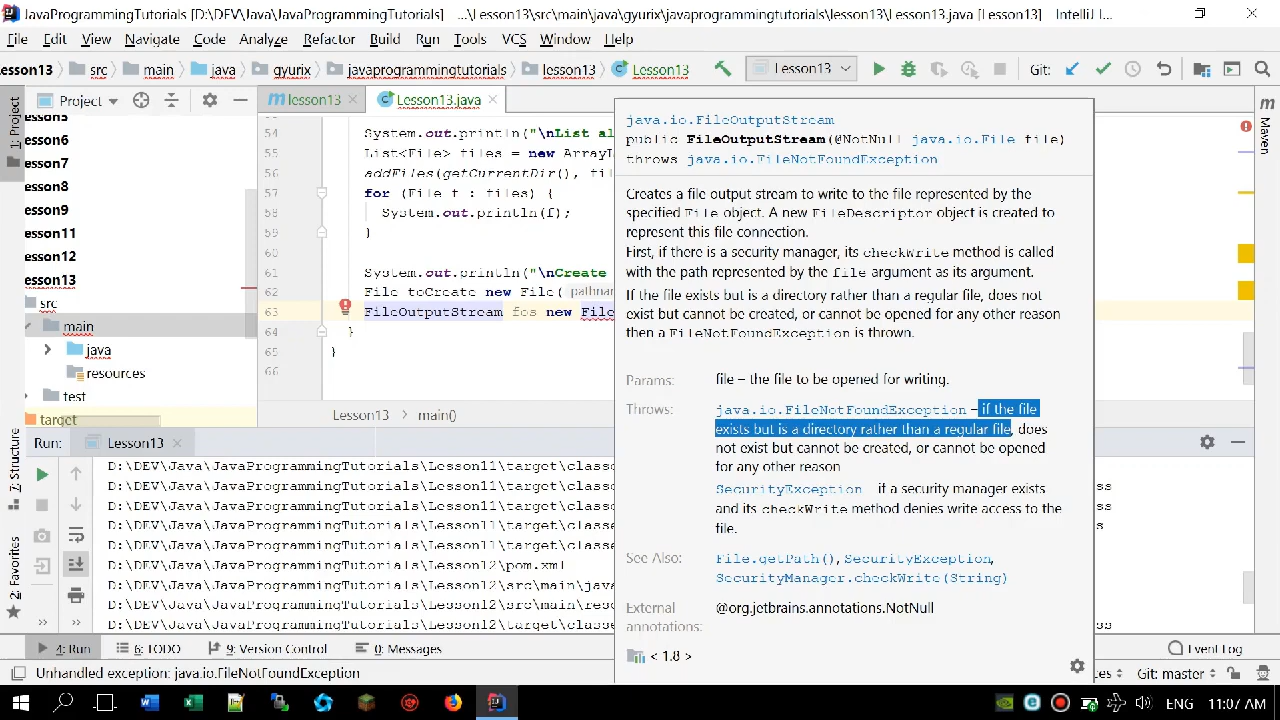 JavaProgrammingTutorials [D:\DEV\Java\JavaProgrammingTutorials] - ...\Lesson13\src\main\java\gyurix\javaprogrammingtutorials\lesson13\Lesson13.java [Lesson13] - IntelliJ I...
File Edit View Navigate Code Analyze Refactor Build Run Tools VCS Window Help
esson13 src main java gyurix javaprogrammingtutorials lesson13 Lesson13 Lesson13 Git:
1: Project
Project
lesson13
Lesson13.java
Maven
esson5
esson6
esson7
esson8
esson9
esson11
esson12
esson13
src
main
java
resources
test
target
54 System.out.println("\nList al
55 List<File> files = new ArrayL
56 addFiles(getCurrentDir(), fil
57 for (File f : files) {
58 System.out.println(f);
59 }
60
61 System.out.println("\nCreate
62 File toCreate new File( pathnam
63 FileOutputStream fos new File
64 }
65 }
66
Lesson13 main()
java.io.FileOutputStream
public FileOutputStream(@NotNull java.io.File file)
throws java.io.FileNotFoundException
Creates a file output stream to write to the file represented by the
specified File object. A new FileDescriptor object is created to
represent this file connection.
First, if there is a security manager, its checkWrite method is called
with the path represented by the file argument as its argument.
If the file exists but is a directory rather than a regular file, does not
exist but cannot be created, or cannot be opened for any other reason
then a FileNotFoundException is thrown.
Params: file – the file to be opened for writing.
Throws: java.io.FileNotFoundException – if the file
exists but is a directory rather than a regular file, does
not exist but cannot be created, or cannot be opened
for any other reason
SecurityException if a security manager exists
and its checkWrite method denies write access to the
file.
See Also: File.getPath(), SecurityException,
SecurityManager.checkWrite(String)
External @org.jetbrains.annotations.NotNull
annotations:
< 1.8 >
Run: Lesson13
7: Structure
2: Favorites
D:\DEV\Java\JavaProgrammingTutorials\Lesson11\target\classe ss
D:\DEV\Java\JavaProgrammingTutorials\Lesson11\target\classe ss
D:\DEV\Java\JavaProgrammingTutorials\Lesson11\target\classe ss
D:\DEV\Java\JavaProgrammingTutorials\Lesson11\target\classe s
D:\DEV\Java\JavaProgrammingTutorials\Lesson11\target\classe
D:\DEV\Java\JavaProgrammingTutorials\Lesson12\pom.xml
D:\DEV\Java\JavaProgrammingTutorials\Lesson12\src\main\java
D:\DEV\Java\JavaProgrammingTutorials\Lesson12\src\main\reso
D:\DEV\Java\JavaProgrammingTutorials\Lesson12\target\classe ss
4: Run 6: TODO 9: Version Control 0: Messages Event Log
Unhandled exception: java.io.FileNotFoundException ces Git: master
ENG 11:07 AM